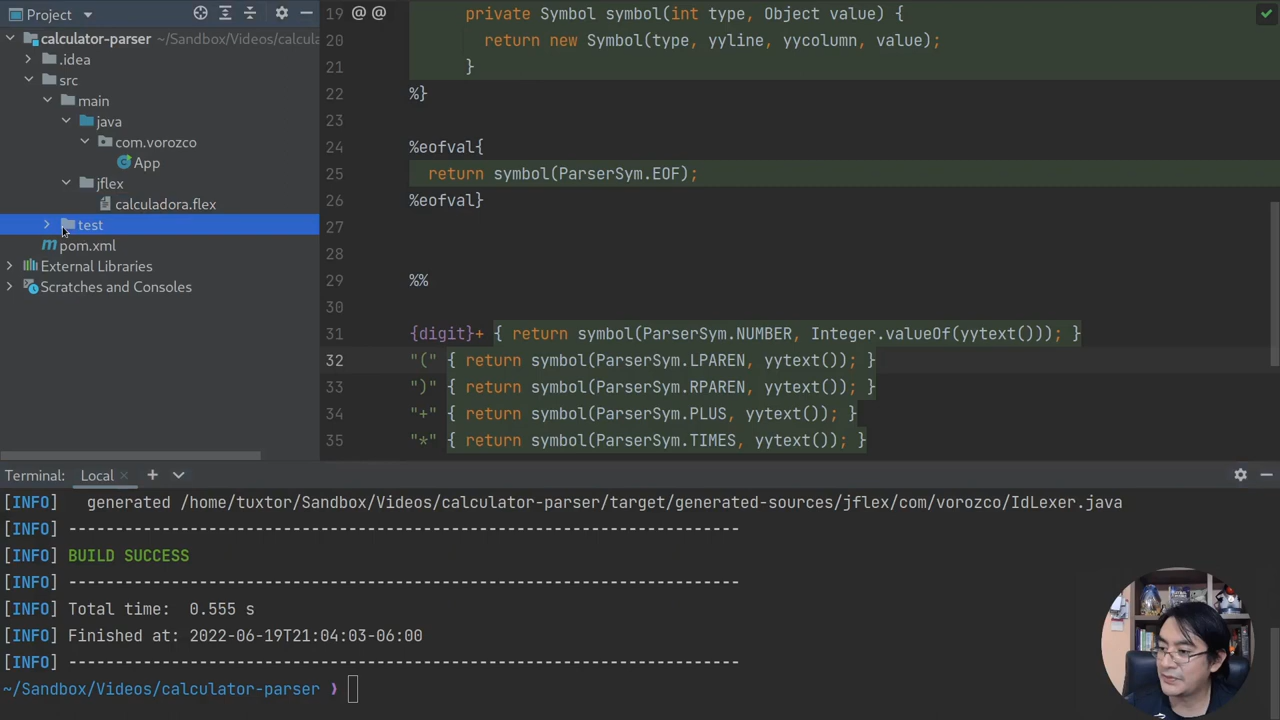 Project
calculator-parser ~/Sandbox/Videos/calcula
.idea
src
main
java
com.vorozco
App
jflex
calculadora.flex
test
pom.xml
External Libraries
Scratches and Consoles
19 @ @ private Symbol symbol(int type, Object value) {
20 return new Symbol(type, yyline, yycolumn, value);
21 }
22 %}
23
24 %eofval{
25 return symbol(ParserSym.EOF);
26 %eofval}
27
28
29 %%
30
31 {digit}+ { return symbol(ParserSym.NUMBER, Integer.valueOf(yytext())); }
32 "(" { return symbol(ParserSym.LPAREN, yytext()); }
33 ")" { return symbol(ParserSym.RPAREN, yytext()); }
34 "+" { return symbol(ParserSym.PLUS, yytext()); }
35 "*" { return symbol(ParserSym.TIMES, yytext()); }
Terminal: Local × +
[INFO] generated /home/tuxtor/Sandbox/Videos/calculator-parser/target/generated-sources/jflex/com/vorozco/IdLexer.java
[INFO] ------------------------------------------------------------------------
[INFO] BUILD SUCCESS
[INFO] ------------------------------------------------------------------------
[INFO] Total time: 0.555 s
[INFO] Finished at: 2022-06-19T21:04:03-06:00
[INFO] ------------------------------------------------------------------------
~/Sandbox/Videos/calculator-parser ❯